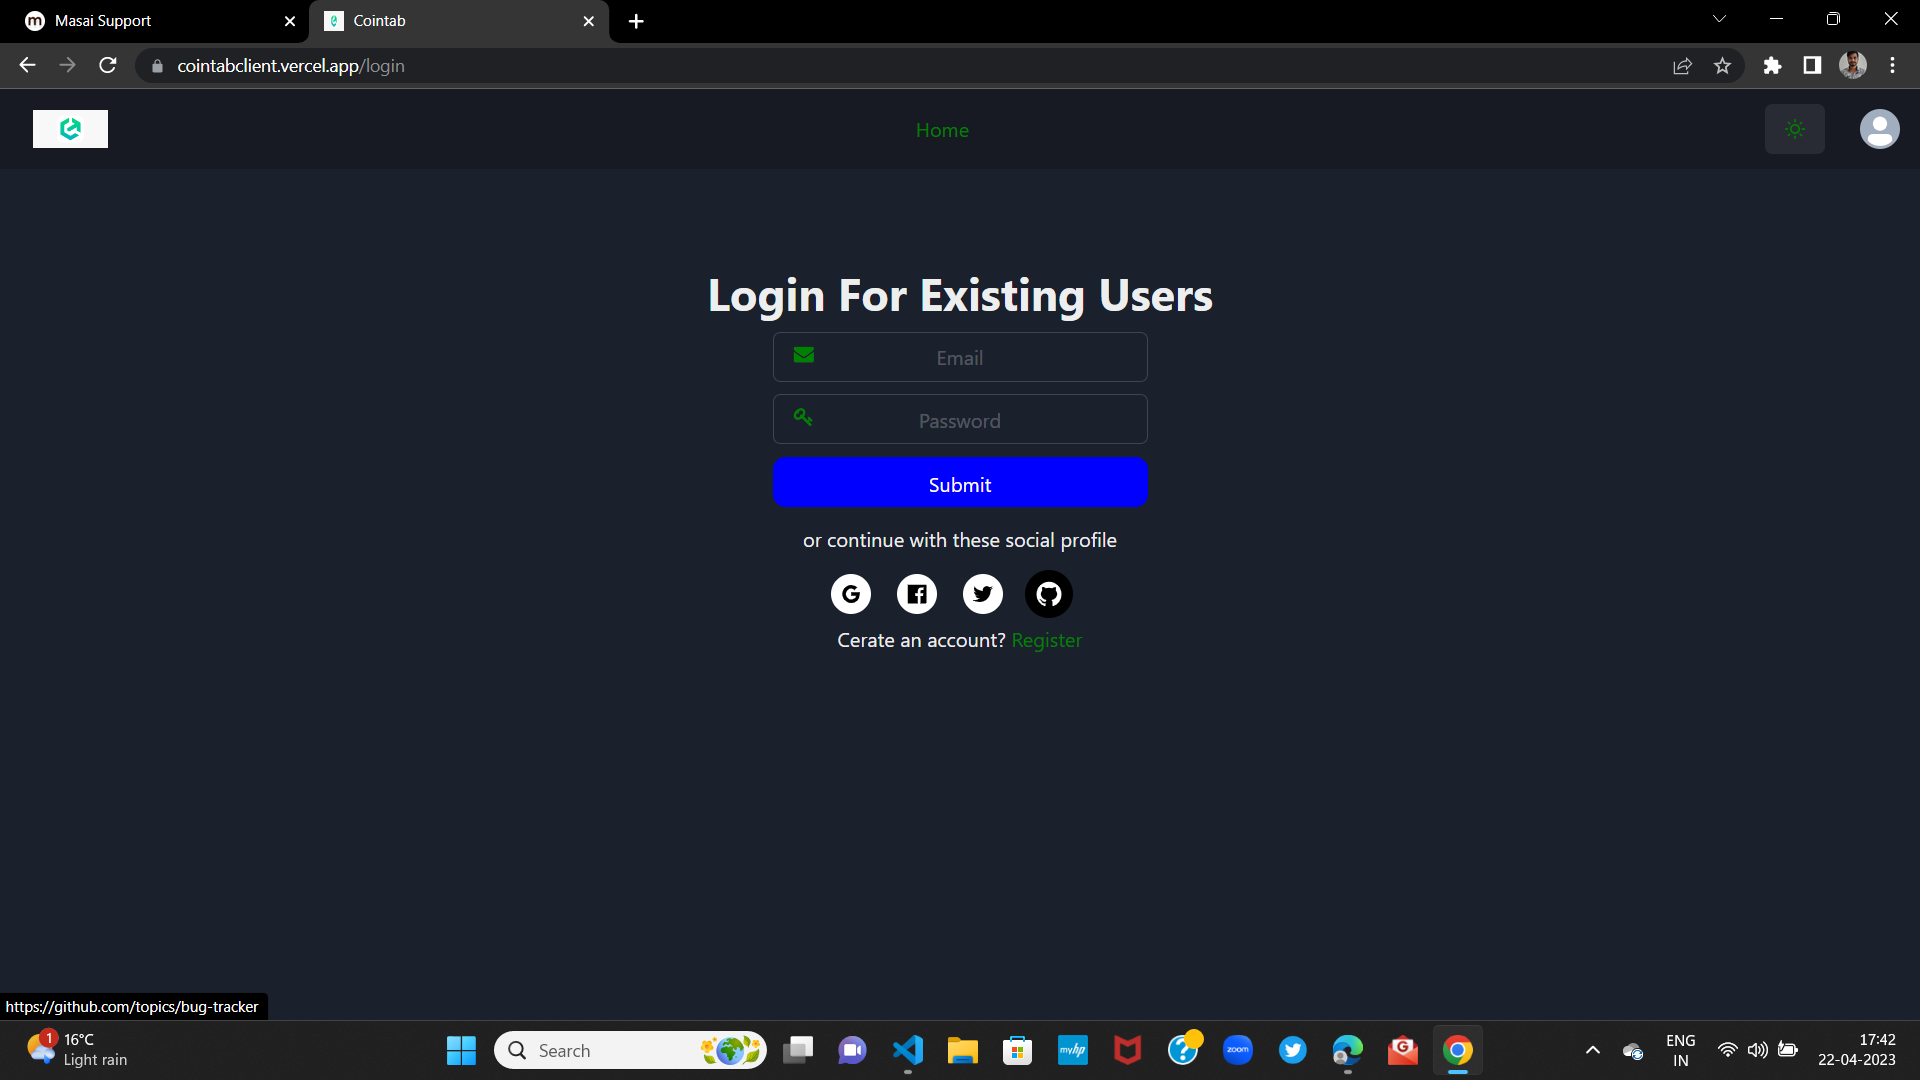 Masai Support
Cointab
cointabclient.vercel.app/login
Home
Login For Existing Users
Email
Password
Submit
or continue with these social profile
Cerate an account? Register
https://github.com/topics/bug-tracker
1
16°C
Light rain
Search
myhp
zoom
ENG
IN
17:42
22-04-2023